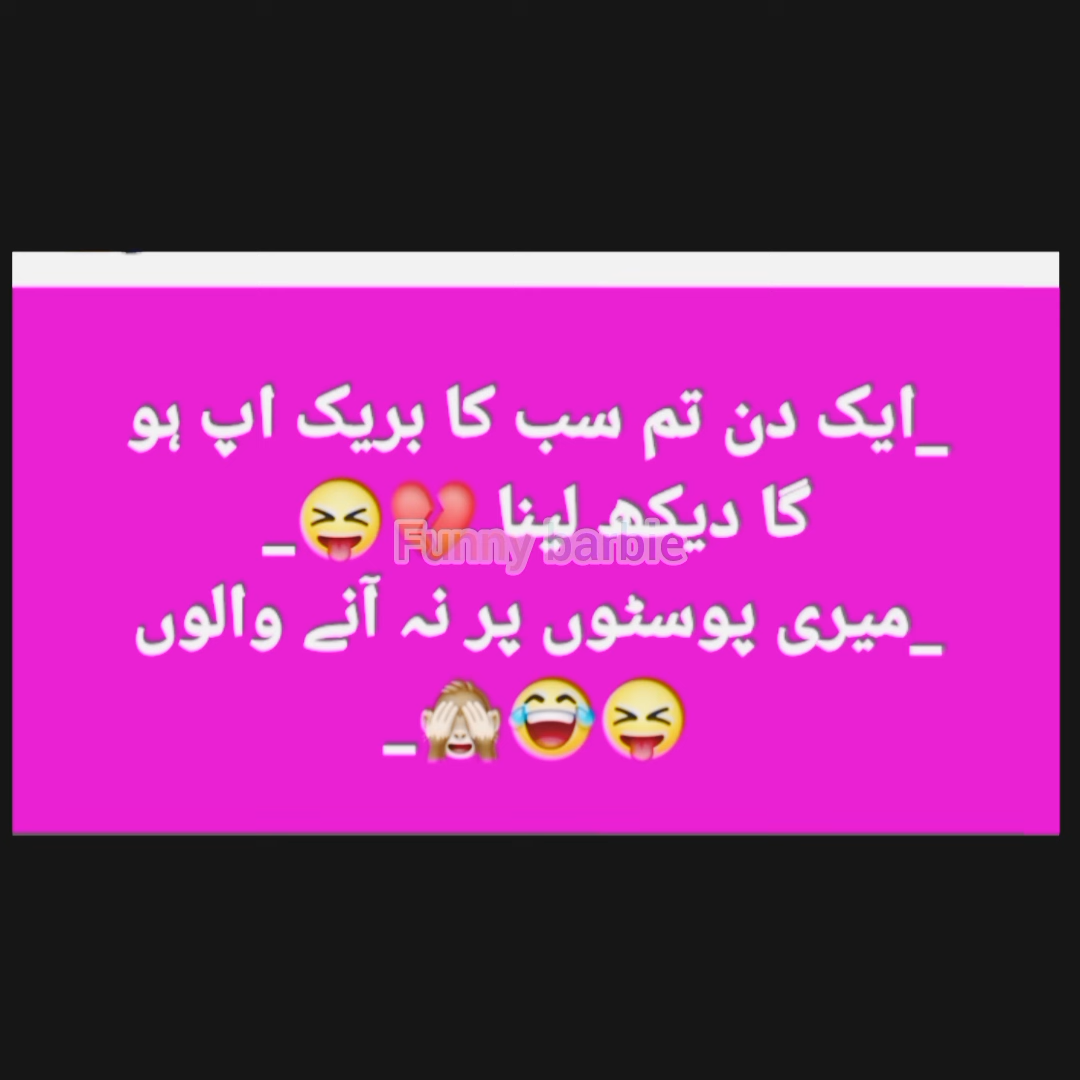 _ایک دن تم سب کا بریک اپ ہو
گا دیکھ لینا 💔😝_
Funny barbie
_میری پوسٹوں پر نہ آنے والوں
😝😂🙈_